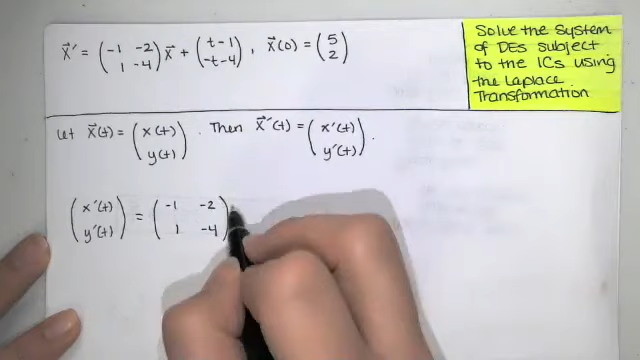 x⃗′ = (-1 -2; 1 -4) x⃗ + (t-1; -t-4), x⃗(0) = (5; 2)
Solve the System
of DEs subject
to the ICs using
the Laplace
Transformation
Let x⃗(t) = (x(t); y(t)). Then x⃗′(t) = (x′(t); y′(t)).
(x′(t); y′(t)) = (-1 -2; 1 -4)